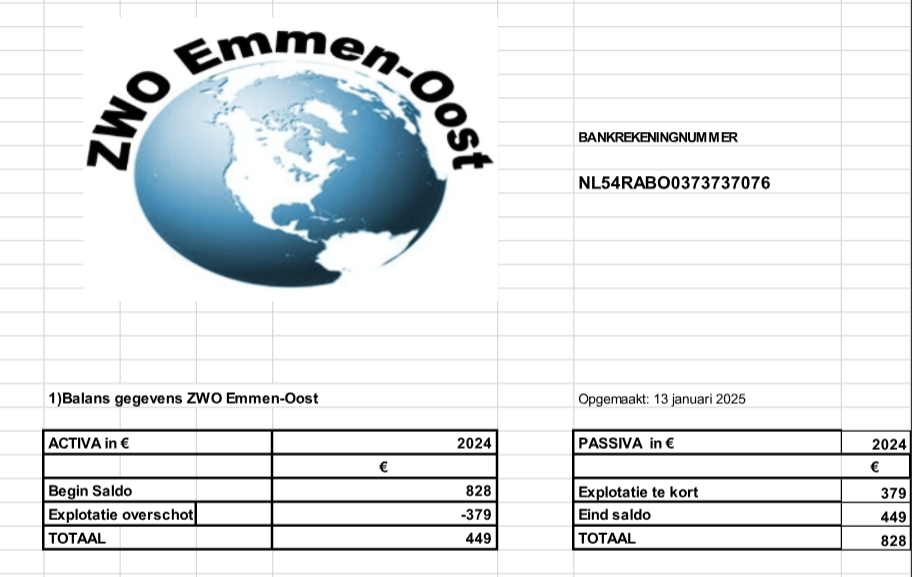 ZWO Emmen-Oost
BANKREKENINGNUMMER
NL54RABO0373737076
1)Balans gegevens ZWO Emmen-Oost
Opgemaakt: 13 januari 2025
ACTIVA in € 2024
€
Begin Saldo 828
Explotatie overschot -379
TOTAAL 449
PASSIVA in € 2024
€
Explotatie te kort 379
Eind saldo 449
TOTAAL 828